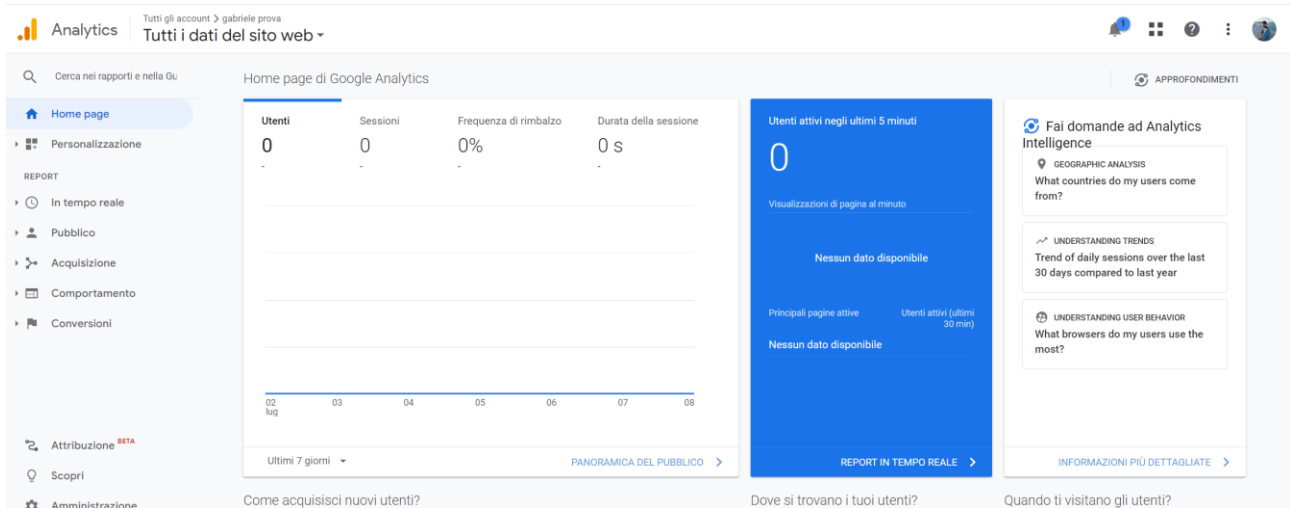 Analytics
Tutti gli account > gabriele prova
Tutti i dati del sito web
1
Cerca nei rapporti e nella Gu
Home page
Personalizzazione
REPORT
In tempo reale
Pubblico
Acquisizione
Comportamento
Conversioni
Attribuzione BETA
Scopri
Amministrazione
Home page di Google Analytics
APPROFONDIMENTI
Utenti Sessioni Frequenza di rimbalzo Durata della sessione
0 0 0% 0 s
- - - -
02 03 04 05 06 07 08
lug
Ultimi 7 giorni
PANORAMICA DEL PUBBLICO >
Utenti attivi negli ultimi 5 minuti
0
Visualizzazioni di pagina al minuto
Nessun dato disponibile
Principali pagine attive Utenti attivi (ultimi
30 min)
Nessun dato disponibile
REPORT IN TEMPO REALE >
Fai domande ad Analytics
Intelligence
GEOGRAPHIC ANALYSIS
What countries do my users come
from?
UNDERSTANDING TRENDS
Trend of daily sessions over the last
30 days compared to last year
UNDERSTANDING USER BEHAVIOR
What browsers do my users use the
most?
INFORMAZIONI PIÙ DETTAGLIATE >
Come acquisisci nuovi utenti?
Dove si trovano i tuoi utenti?
Quando ti visitano gli utenti?